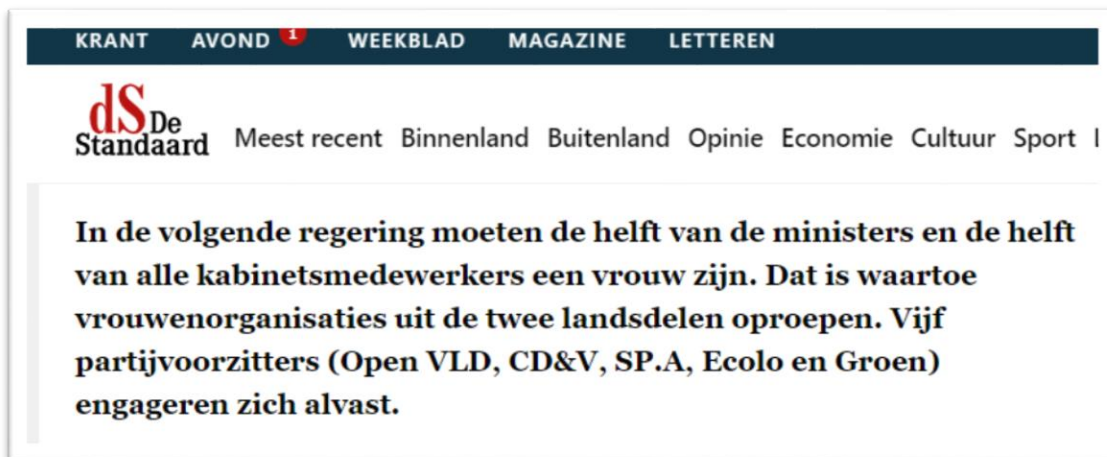 KRANT AVOND 1 WEEKBLAD MAGAZINE LETTEREN
dS De Standaard Meest recent Binnenland Buitenland Opinie Economie Cultuur Sport
In de volgende regering moeten de helft van de ministers en de helft
van alle kabinetsmedewerkers een vrouw zijn. Dat is waartoe
vrouwenorganisaties uit de twee landsdelen oproepen. Vijf
partijvoorzitters (Open VLD, CD&V, SP.A, Ecolo en Groen)
engageren zich alvast.